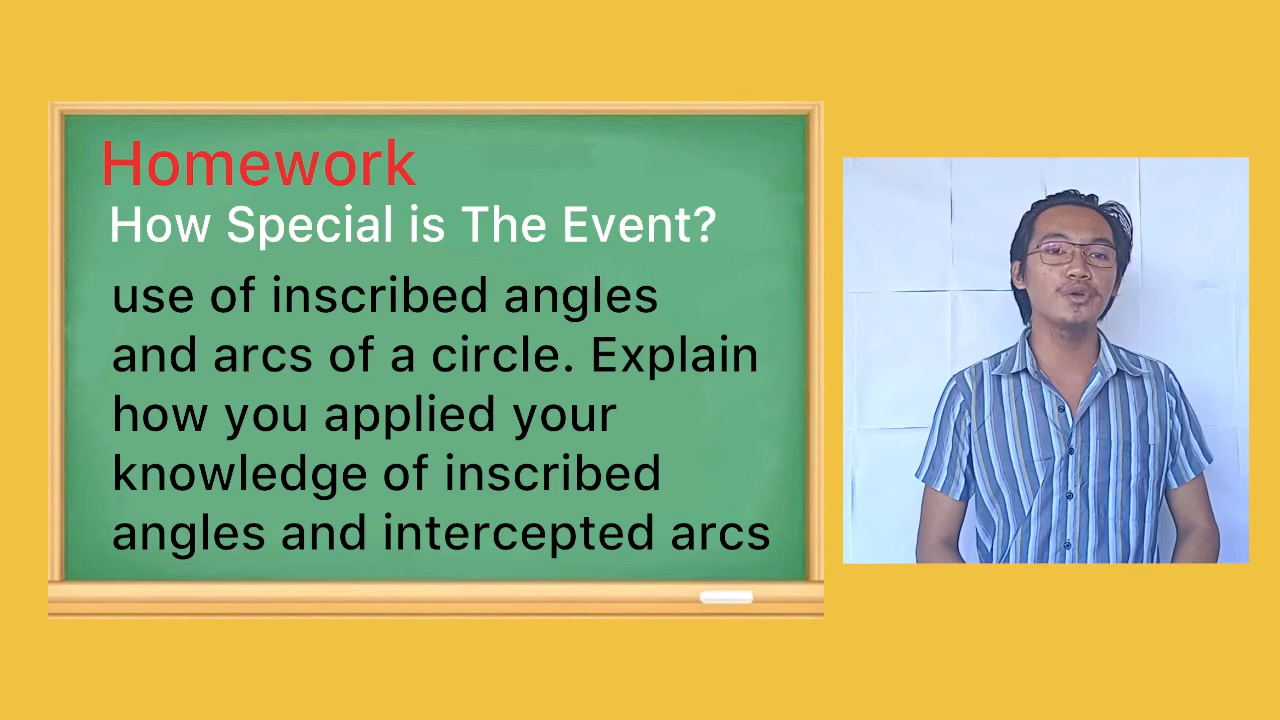 Homework
How Special is The Event?
use of inscribed angles
and arcs of a circle. Explain
how you applied your
knowledge of inscribed
angles and intercepted arcs